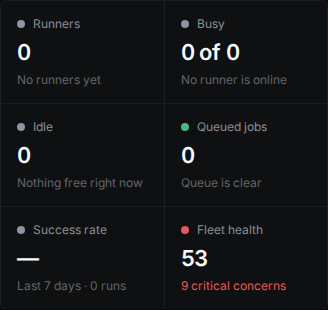 Runners
0
No runners yet
Busy
0 of 0
No runner is online
Idle
0
Nothing free right now
Queued jobs
0
Queue is clear
Success rate
—
Last 7 days · 0 runs
Fleet health
53
9 critical concerns